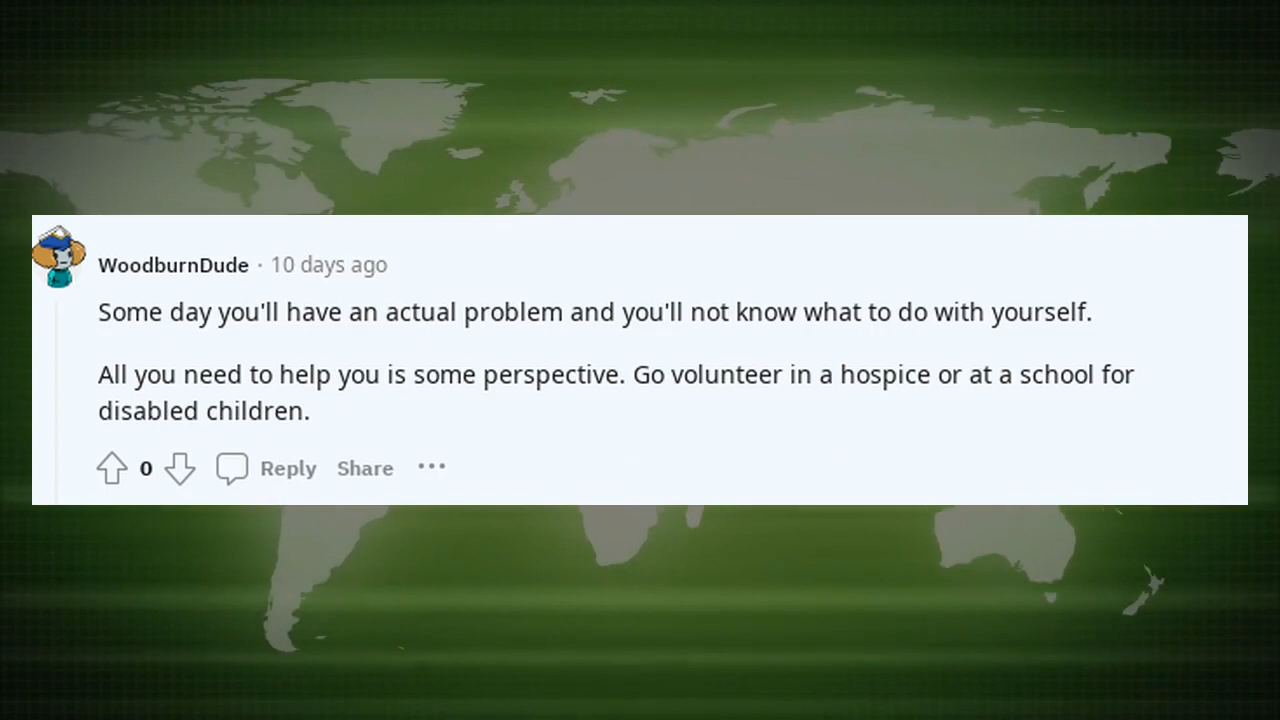 WoodburnDude · 10 days ago
Some day you'll have an actual problem and you'll not know what to do with yourself.
All you need to help you is some perspective. Go volunteer in a hospice or at a school for
disabled children.
0 Reply Share ···